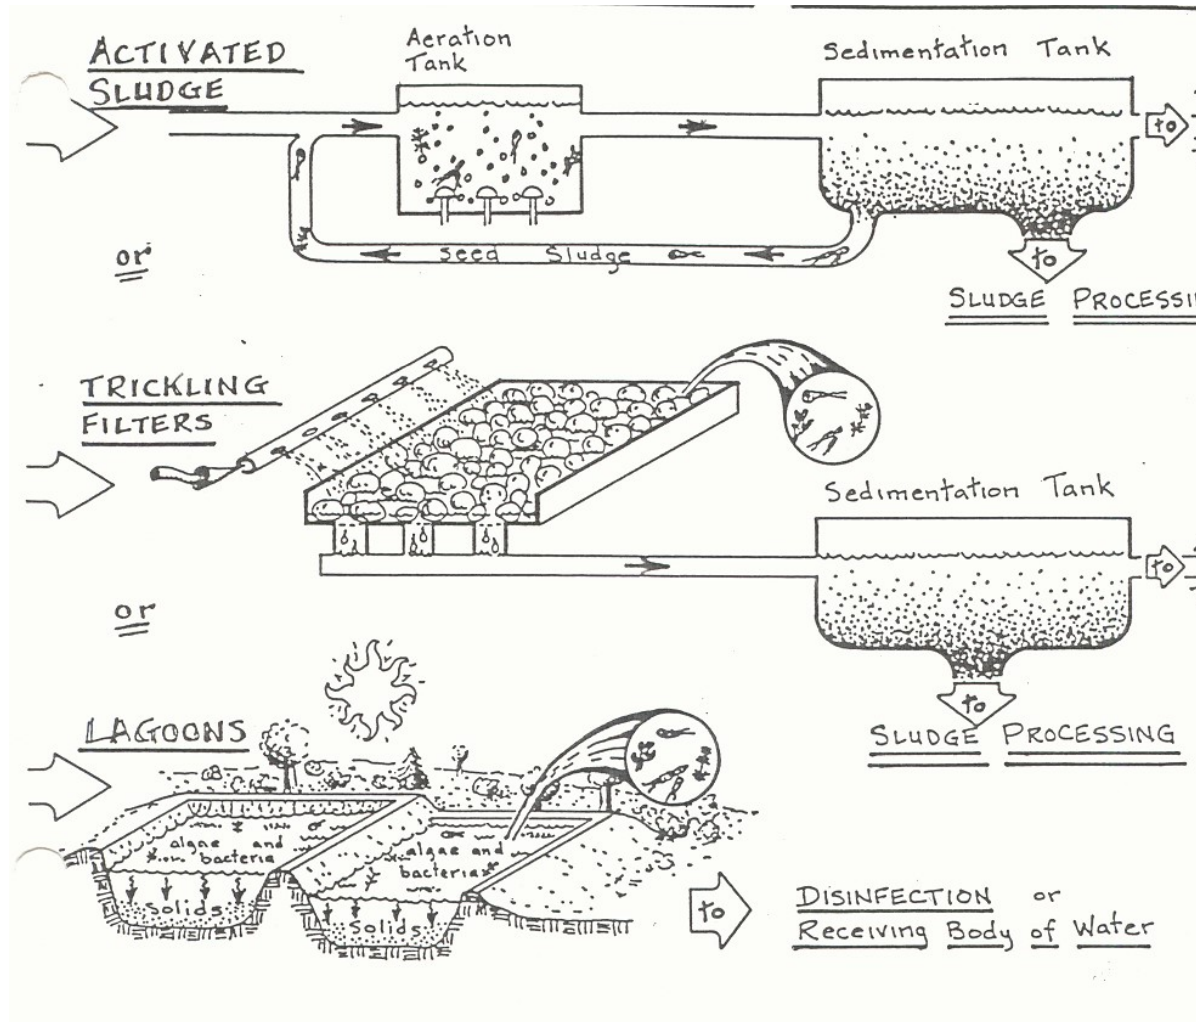 ACTIVATED
SLUDGE
Aeration
Tank
Sedimentation Tank
to
Seed Sludge
to
SLUDGE PROCESSI
or
TRICKLING
FILTERS
Sedimentation Tank
to
to
SLUDGE PROCESSING
or
LAGOONS
algae and
bacteria
algae and
bacteria
Solids
Solids
to
DISINFECTION or
Receiving Body of Water